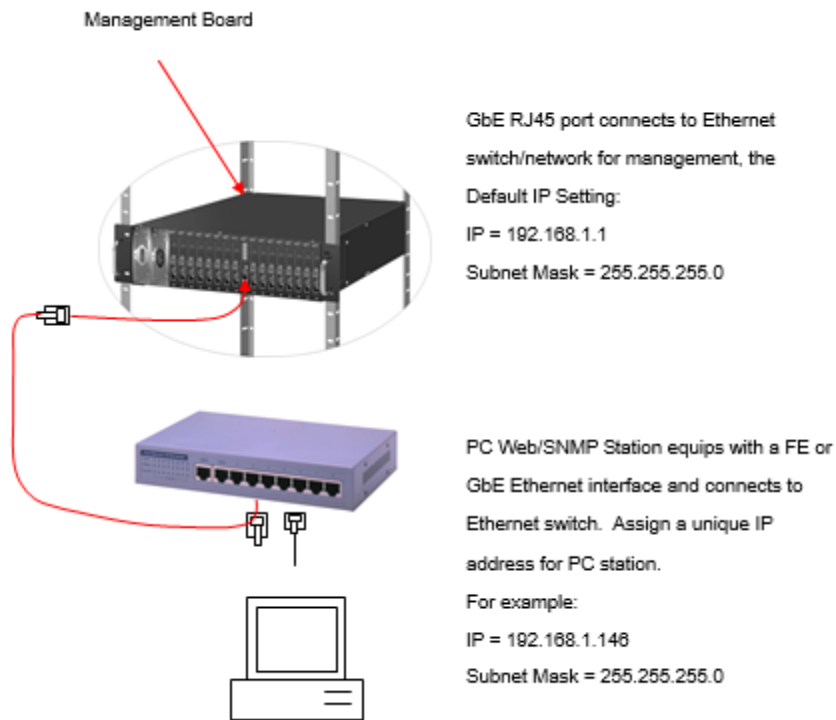 Management Board
GbE RJ45 port connects to Ethernet
switch/network for management, the
Default IP Setting:
IP = 192.168.1.1
Subnet Mask = 255.255.255.0
PC Web/SNMP Station equips with a FE or
GbE Ethernet interface and connects to
Ethernet switch.  Assign a unique IP
address for PC station.
For example:
IP = 192.168.1.146
Subnet Mask = 255.255.255.0